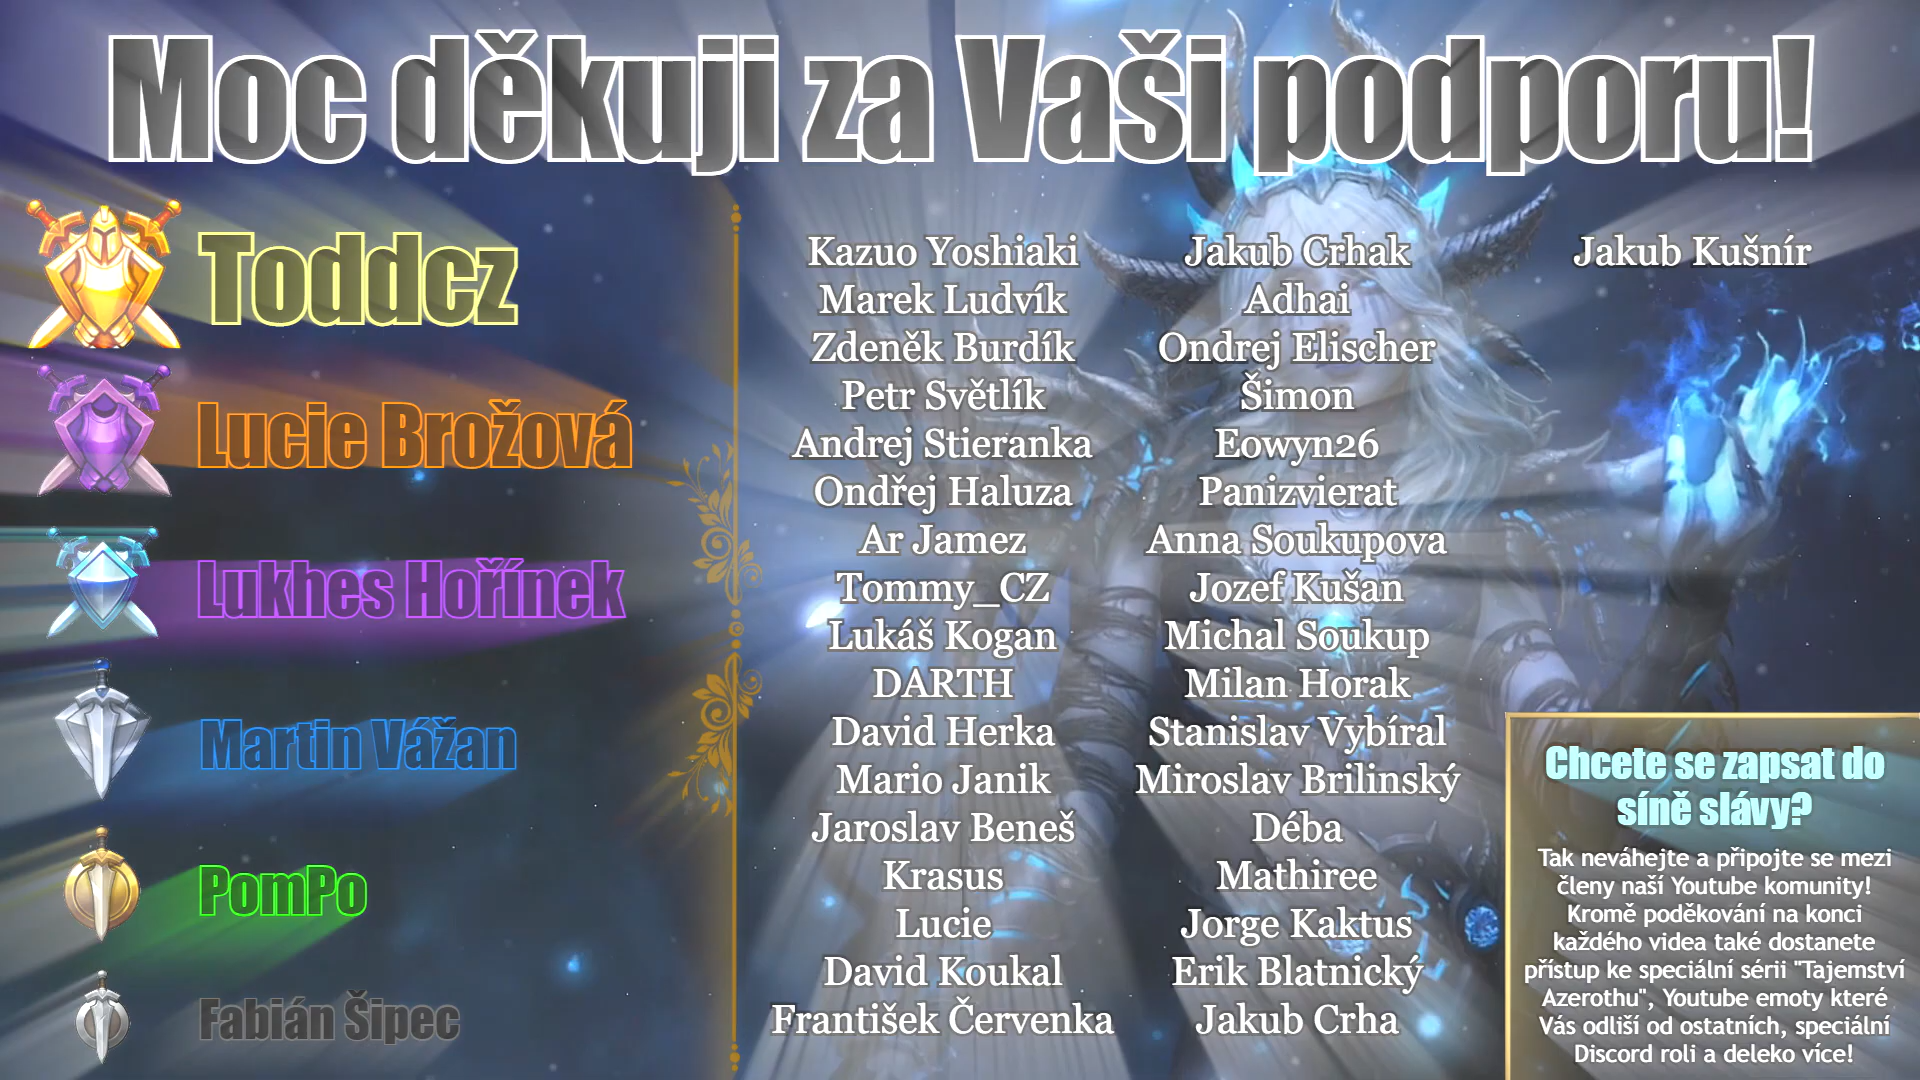 Moc děkuji za Vaši podporu!
Toddcz
Lucie Brožová
Lukhes Hořínek
Martin Vážan
PomPo
Fabián Šipec
Kazuo Yoshiaki
Marek Ludvík
Zdeněk Burdík
Petr Světlík
Andrej Stieranka
Ondřej Haluza
Ar Jamez
Tommy_CZ
Lukáš Kogan
DARTH
David Herka
Mario Janik
Jaroslav Beneš
Krasus
Lucie
David Koukal
František Červenka
Jakub Crhak
Adhai
Ondrej Elischer
Šimon
Eowyn26
Panizvierat
Anna Soukupova
Jozef Kušan
Michal Soukup
Milan Horak
Stanislav Vybíral
Miroslav Brilinský
Déba
Mathiree
Jorge Kaktus
Erik Blatnický
Jakub Crha
Jakub Kušnír
Chcete se zapsat do
síně slávy?
Tak neváhejte a připojte se mezi
členy naší Youtube komunity!
Kromě poděkování na konci
každého videa také dostanete
přístup ke speciální sérii "Tajemství
Azerothu", Youtube emoty které
Vás odliší od ostatních, speciální
Discord roli a deleko více!